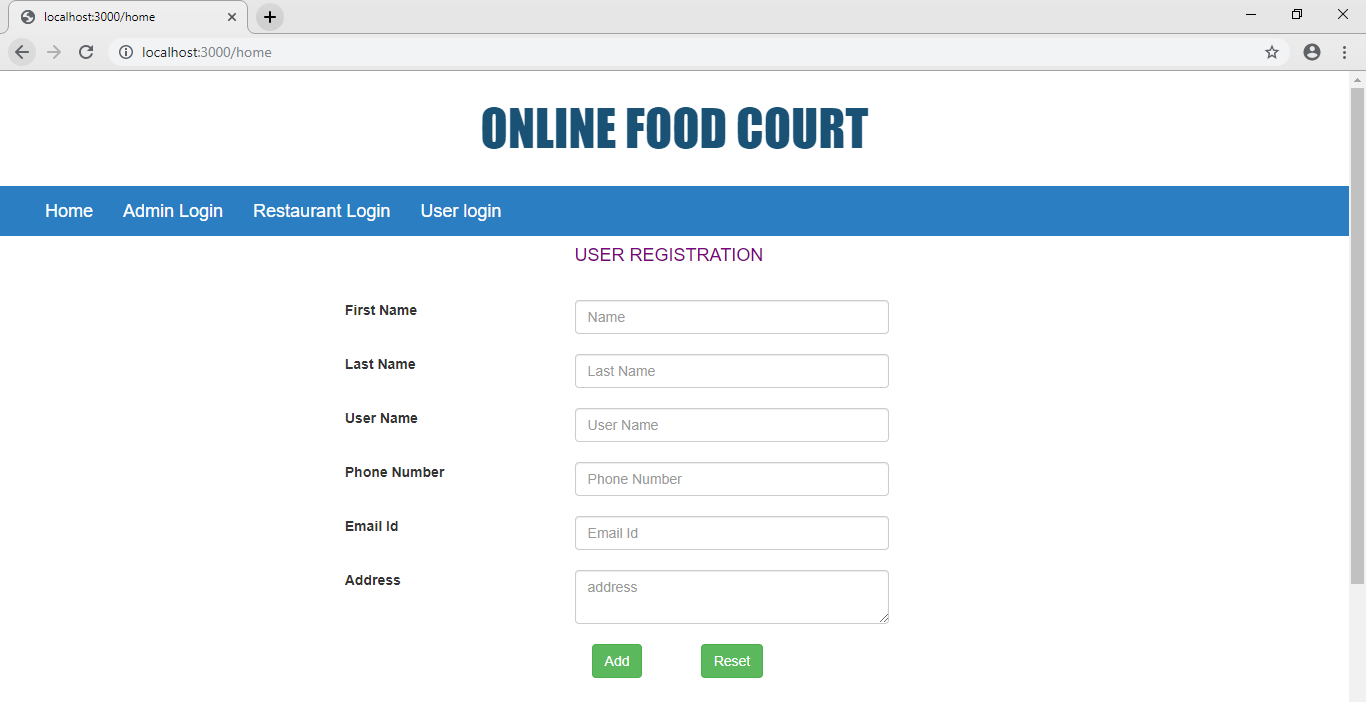 localhost:3000/home
localhost:3000/home
ONLINE FOOD COURT
Home Admin Login Restaurant Login User login
USER REGISTRATION
First Name Name
Last Name Last Name
User Name User Name
Phone Number Phone Number
Email Id Email Id
Address address
Add Reset